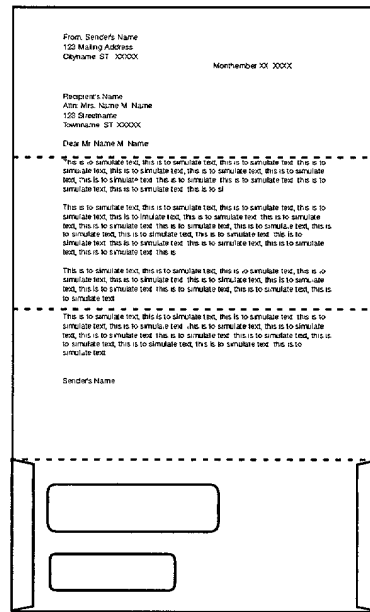 From: Sender's Name
123 Mailing Address
Cityname ST XXXXX
Monthember XX XXXX
Recipient's Name
Attn: Mrs. Name M. Name
123 Streetname
Townname ST XXXXX
Dear Mr Name M. Name
This is to simulate text, this is to simulate text, this is to simulate text, this is to
simulate text, this is to simulate text, this is to simulate text, this is to simulate
text, this is to simulate text this is to simulate this is to simulate text this is to
simulate text, this is to simulate text this is to si
This is to simulate text, this is to simulate text, this is to simulate text, this is to
simulate text, this is to imulate text, this is to simulate text this is to simulate
text, this is to simulate text this is to simulate text, this is to simulate text, this is
to simulate text, this is to simulate text, this is to simulate text this is to
simulate text this is to simulate text this is to simulate text, this is to simulate
text, this is to simulate text this is
This is to simulate text, this is to simulate text, this is to simulate text, this is to
simulate text, this is to simulate text, this is to simulate text this is to simulate
text, this is to simulate text this is to simulate text, this is to simulate text, this is
to simulate text
This is to simulate text, this is to simulate text, this is to simulate text this is to
simulate text, this is to simulate text this is to simulate text, this is to simulate
text, this is to simulate text this is to simulate text this is to simulate text, this is
to simulate text, this is to simulate text, this is to simulate text this is to
simulate text
Sender's Name